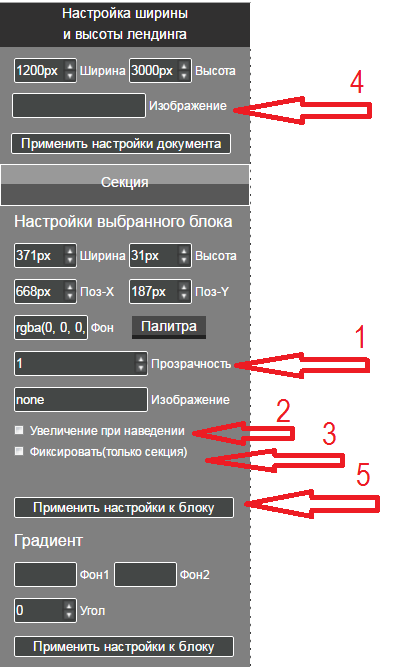 Настройка ширины
и высоты лендинга
1200px Ширина 3000px Высота
4
Изображение
Применить настройки документа
Секция
Настройки выбранного блока
371px Ширина 31px Высота
668px Поз-X 187px Поз-Y
rgba(0, 0, 0, Фон Палитра
1
1 Прозрачность
none Изображение
2
Увеличение при наведении
3
Фиксировать(только секция)
5
Применить настройки к блоку
Градиент
Фон1 Фон2
0 Угол
Применить настройки к блоку